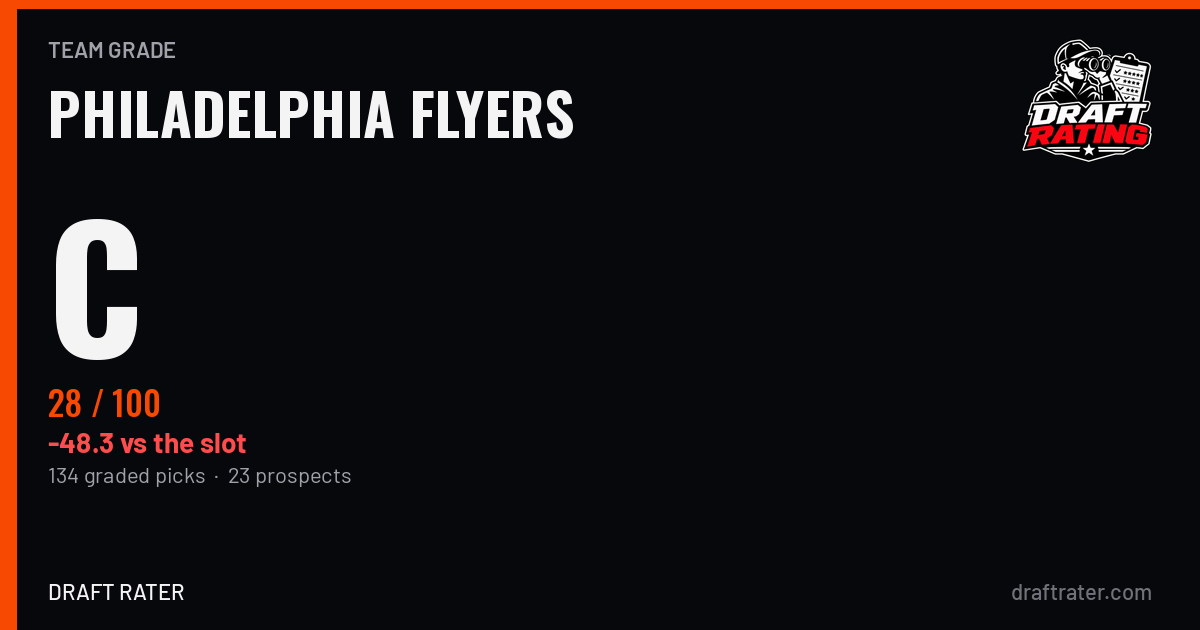 TEAM GRADE
PHILADELPHIA FLYERS
DRAFT
RATING
C
28 / 100
-48.3 vs the slot
134 graded picks · 23 prospects
DRAFT RATER
draftrater.com